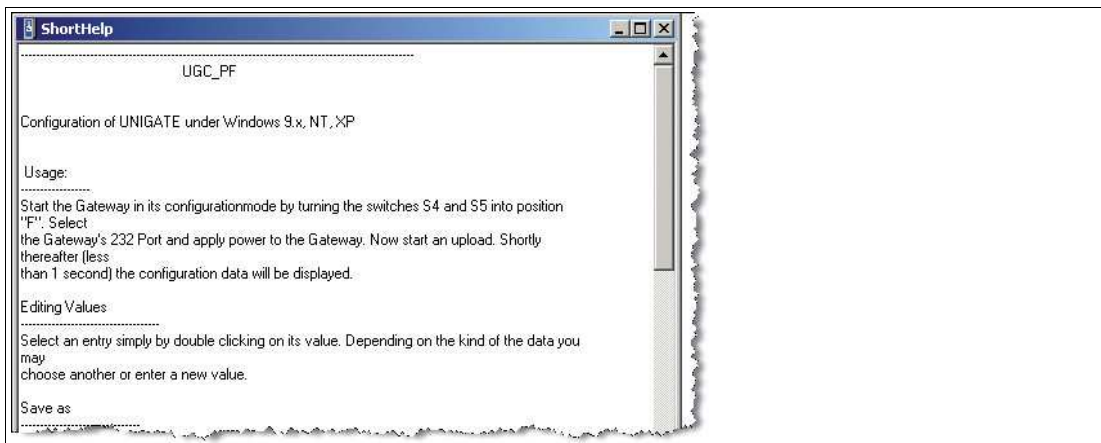 ShortHelp
UGC_PF
Configuration of UNIGATE under Windows 9.x, NT, XP
Usage:
Start the Gateway in its configurationmode by turning the switches S4 and S5 into position
"F". Select
the Gateway's 232 Port and apply power to the Gateway. Now start an upload. Shortly
thereafter (less
than 1 second) the configuration data will be displayed.
Editing Values
Select an entry simply by double clicking on its value. Depending on the kind of the data you
may
choose another or enter a new value.
Save as